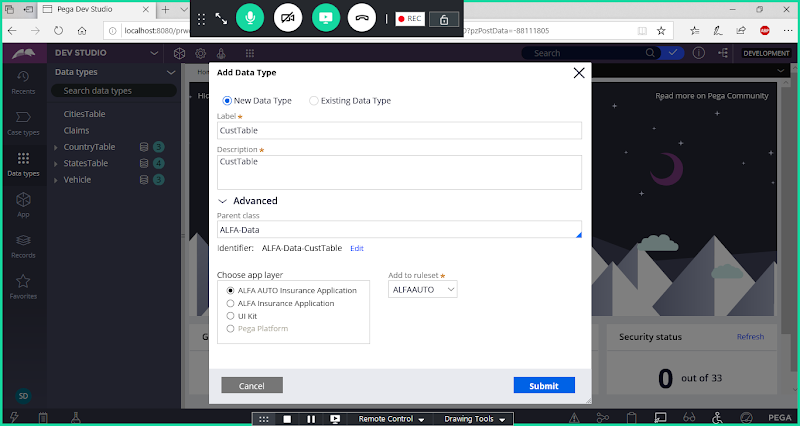 Pega Dev Studio
localhost:8080/prwe
0?pzPostData=-88111805
REC
DEV STUDIO
Search
DEVELOPMENT
Recents
Case types
Data types
App
Records
Favorites
SD
Data types
Search data types
CitiesTable
Claims
CountryTable 3
StatesTable 4
Vehicle 3
Read more on Pega Community
Add Data Type
New Data Type Existing Data Type
Label ★
CustTable
Description ★
CustTable
Advanced
Parent class
ALFA-Data
Identifier: ALFA-Data-CustTable Edit
Choose app layer
ALFA AUTO Insurance Application
ALFA Insurance Application
UI Kit
Pega Platform
Add to ruleset ★
ALFAAUTO
Cancel Submit
Security status Refresh
0 out of 33
Remote Control Drawing Tools
PEGA